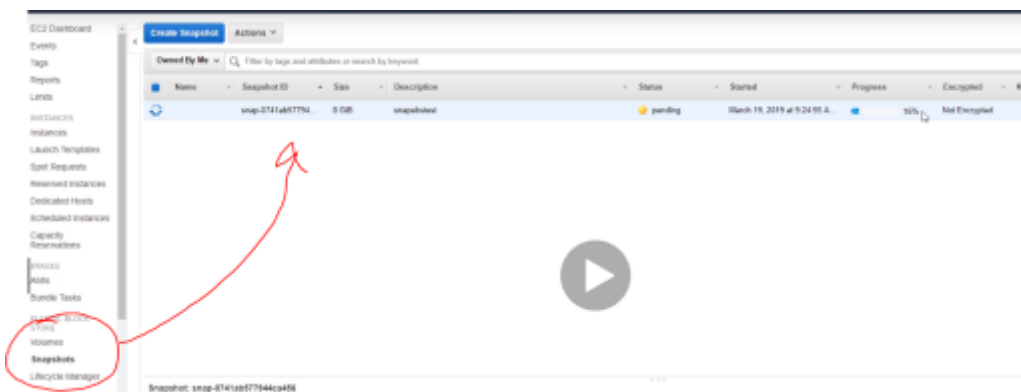 EC2 Dashboard
Events
Tags
Reports
Limits
INSTANCES
Instances
Launch Templates
Spot Requests
Reserved Instances
Dedicated Hosts
Scheduled Instances
Capacity
Reservations
IMAGES
AMIs
Bundle Tasks
BLOCK
STORE
Volumes
Snapshots
Lifecycle Manager
Create Snapshot Actions
Owned By Me Filter by tags and attributes or search by keyword
Name Snapshot ID Size Description Status Started Progress Encrypted
8 GiB pending March 19, 2019 at 9:24:55 A... 16% Not Encrypted
Snapshot: